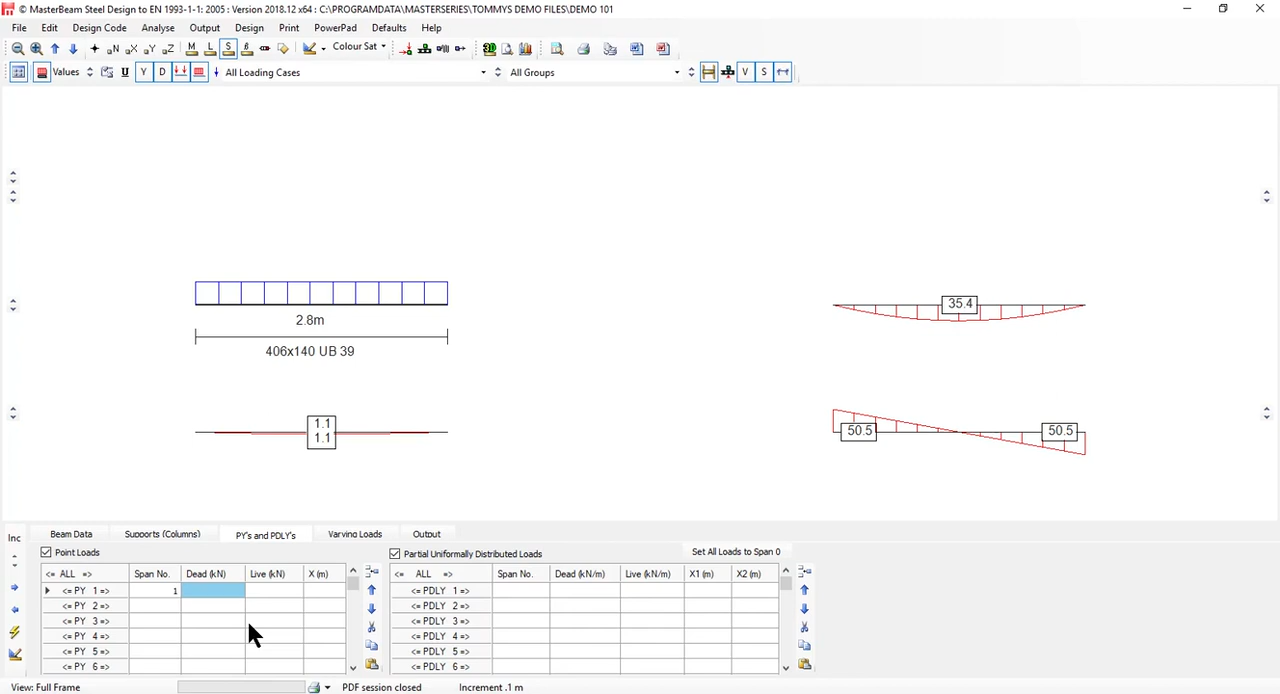 © MasterBeam Steel Design to EN 1993-1-1: 2005 : Version 2018.12 x64 : C:\PROGRAMDATA\MASTERSERIES\TOMMYS DEMO FILES\DEMO 101
File Edit Design Code Analyse Output Design Print PowerPad Defaults Help
N X Y Z M L S Colour Sat 3D
Values U Y D All Loading Cases All Groups V S
2.8m
406x140 UB 39
1.1
1.1
35.4
50.5 50.5
Inc Beam Data Supports (Columns) PY's and PDLY's Varying Loads Output
Point Loads Partial Uniformly Distributed Loads Set All Loads to Span 0
<= ALL => Span No. Dead (kN) Live (kN) X (m) <= ALL => Span No. Dead (kN/m) Live (kN/m) X1 (m) X2 (m)
<= PY 1 => 1 <= PDLY 1 =>
<= PY 2 => <= PDLY 2 =>
<= PY 3 => <= PDLY 3 =>
<= PY 4 => <= PDLY 4 =>
<= PY 5 => <= PDLY 5 =>
<= PY 6 => <= PDLY 6 =>
View: Full Frame PDF session closed Increment .1 m